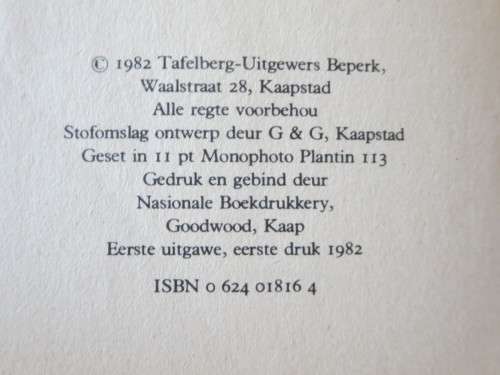 © 1982 Tafelberg-Uitgewers Beperk,
Waalstraat 28, Kaapstad
Alle regte voorbehou
Stofomslag ontwerp deur G & G, Kaapstad
Geset in 11 pt Monophoto Plantin 113
Gedruk en gebind deur
Nasionale Boekdrukkery,
Goodwood, Kaap
Eerste uitgawe, eerste druk 1982
ISBN 0 624 01816 4